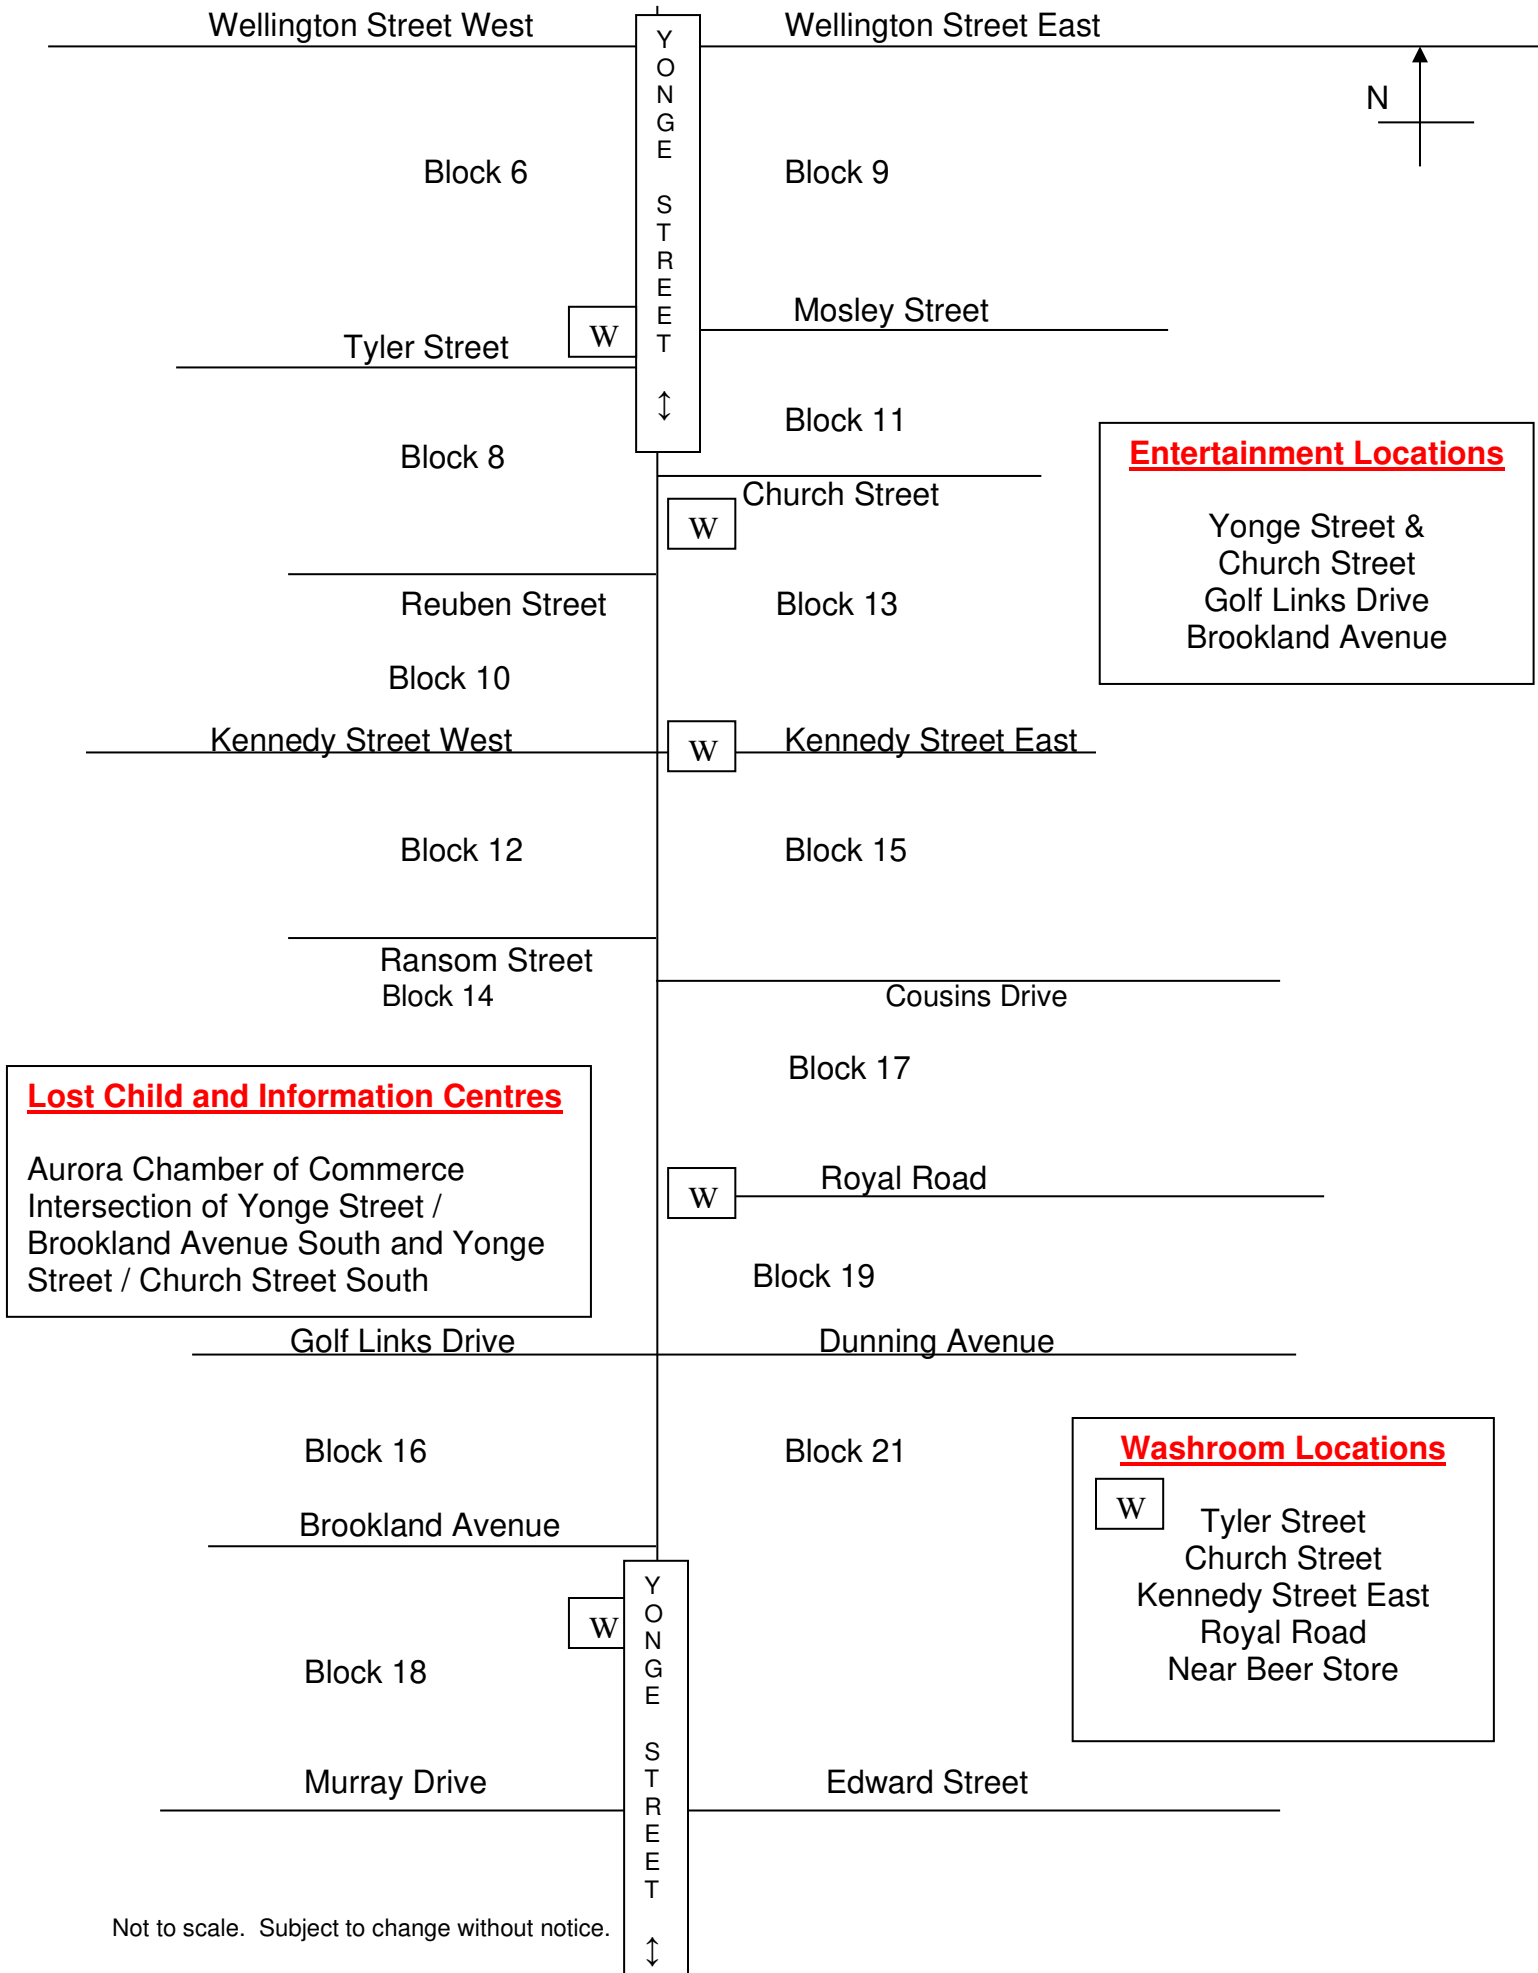 Wellington Street West
Wellington Street East
YONGE STREET ↕
N
Block 6
Block 9
Mosley Street
W
Tyler Street
Block 11
Block 8
Church Street
W
Entertainment Locations
Yonge Street &
Church Street
Golf Links Drive
Brookland Avenue
Reuben Street
Block 13
Block 10
Kennedy Street West
W
Kennedy Street East
Block 12
Block 15
Ransom Street
Block 14
Cousins Drive
Block 17
Lost Child and Information Centres
Aurora Chamber of Commerce
Intersection of Yonge Street /
Brookland Avenue South and Yonge
Street / Church Street South
W
Royal Road
Block 19
Golf Links Drive
Dunning Avenue
Block 16
Block 21
Washroom Locations
W
Tyler Street
Church Street
Kennedy Street East
Royal Road
Near Beer Store
Brookland Avenue
YONGE STREET ↕
W
Block 18
Murray Drive
Edward Street
Not to scale.  Subject to change without notice.